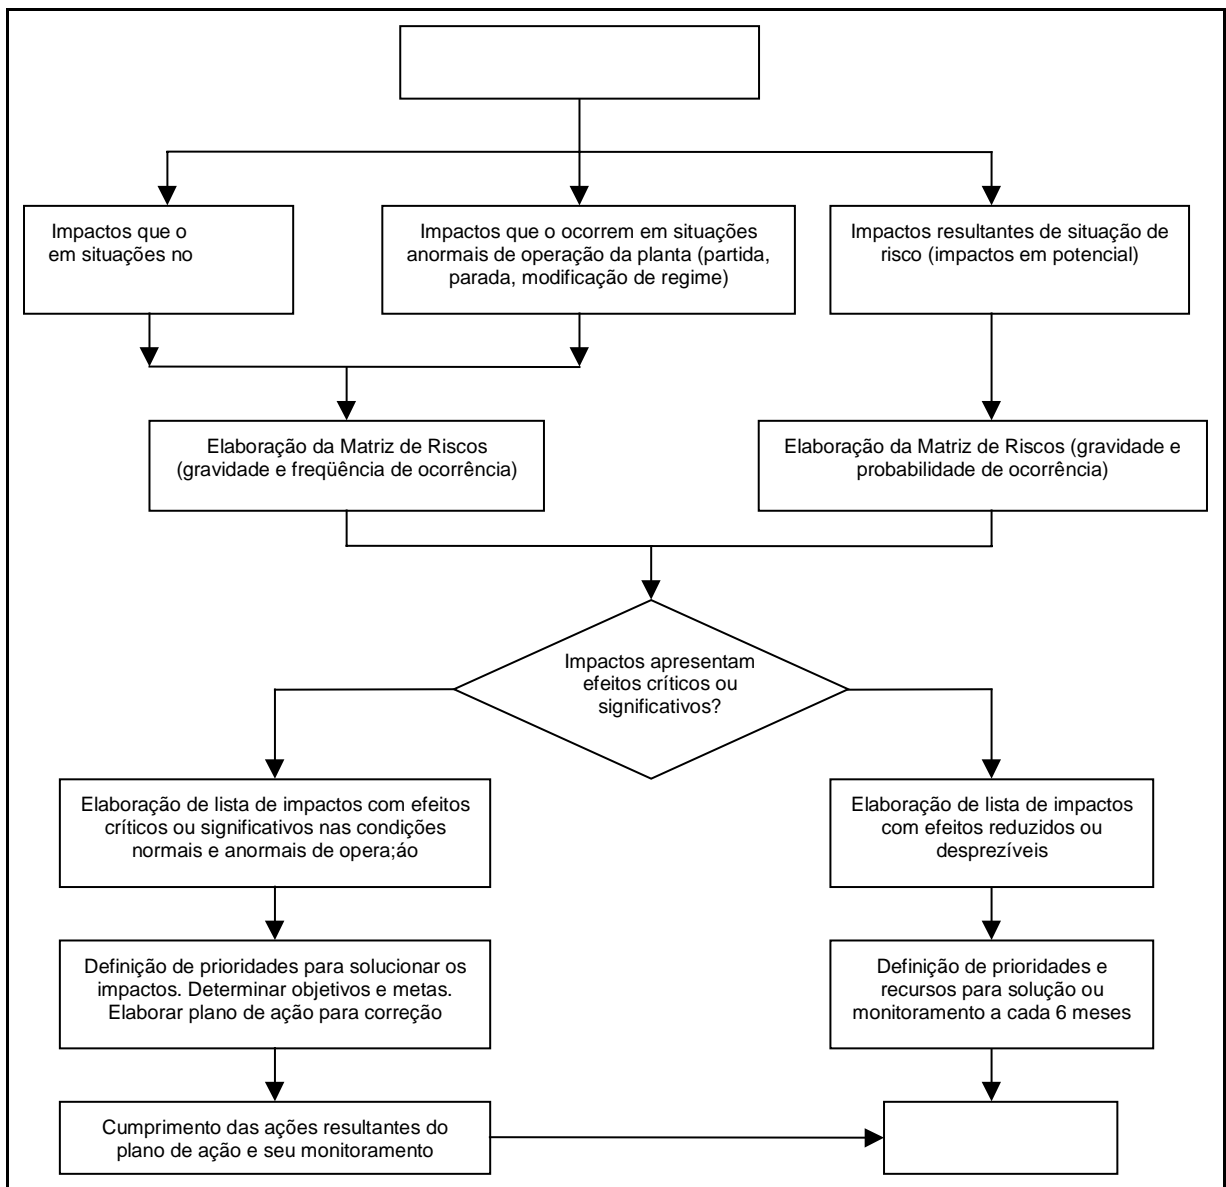 Impactos que o
em situações no
Impactos que o ocorrem em situações
anormais de operação da planta (partida,
parada, modificação de regime)
Impactos resultantes de situação de
risco (impactos em potencial)
Elaboração da Matriz de Riscos
(gravidade e freqüência de ocorrência)
Elaboração da Matriz de Riscos (gravidade e
probabilidade de ocorrência)
Impactos apresentam
efeitos críticos ou
significativos?
Elaboração de lista de impactos com efeitos
críticos ou significativos nas condições
normais e anormais de opera;áo
Elaboração de lista de impactos
com efeitos reduzidos ou
desprezíveis
Definição de prioridades para solucionar os
impactos. Determinar objetivos e metas.
Elaborar plano de ação para correção
Definição de prioridades e
recursos para solução ou
monitoramento a cada 6 meses
Cumprimento das ações resultantes do
plano de ação e seu monitoramento